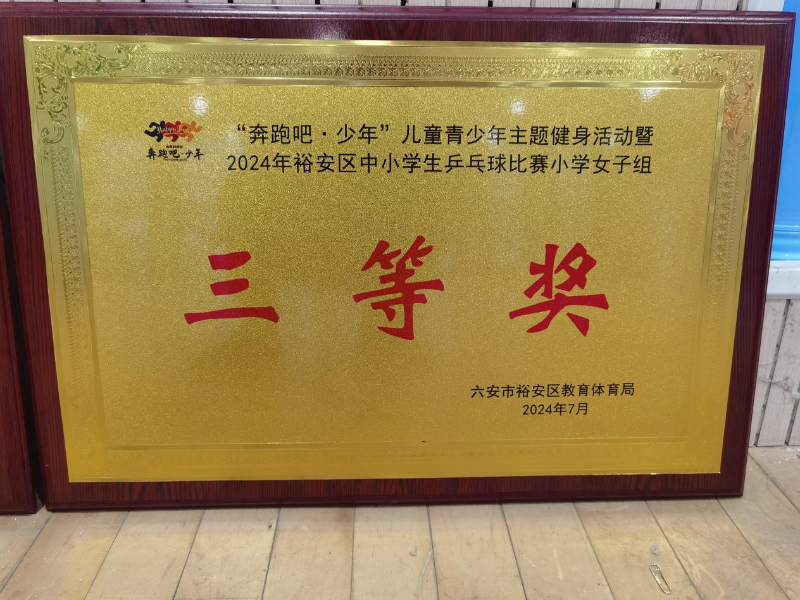 奔跑吧·少年
“奔跑吧·少年”儿童青少年主题健身活动暨
2024年裕安区中小学生乒乓球比赛小学女子组
三等奖
六安市裕安区教育体育局
2024年7月